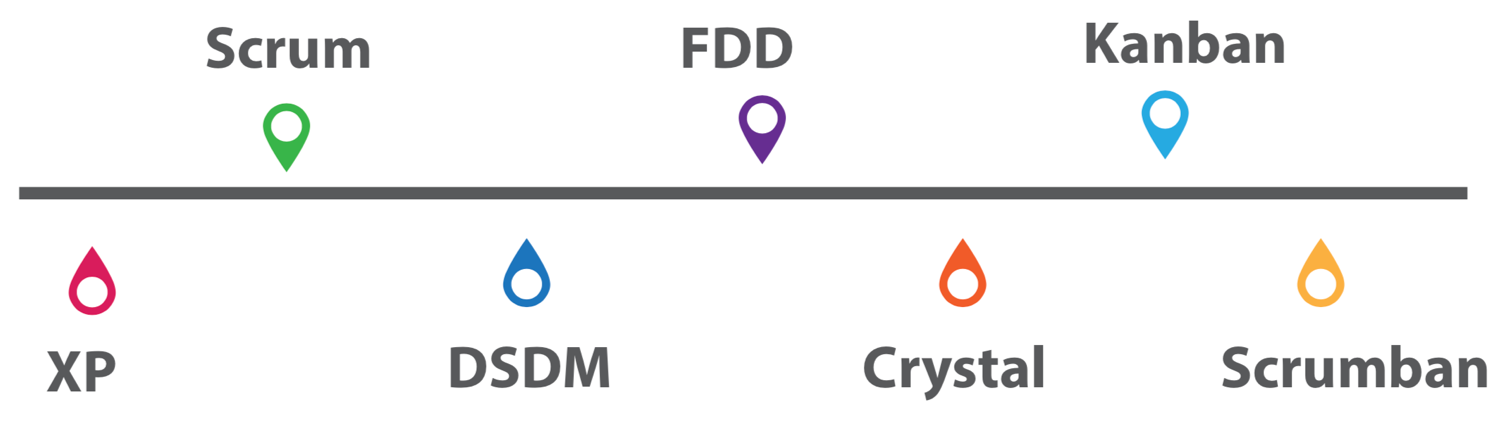 Scrum
FDD
Kanban
XP
DSDM
Crystal
Scrumban